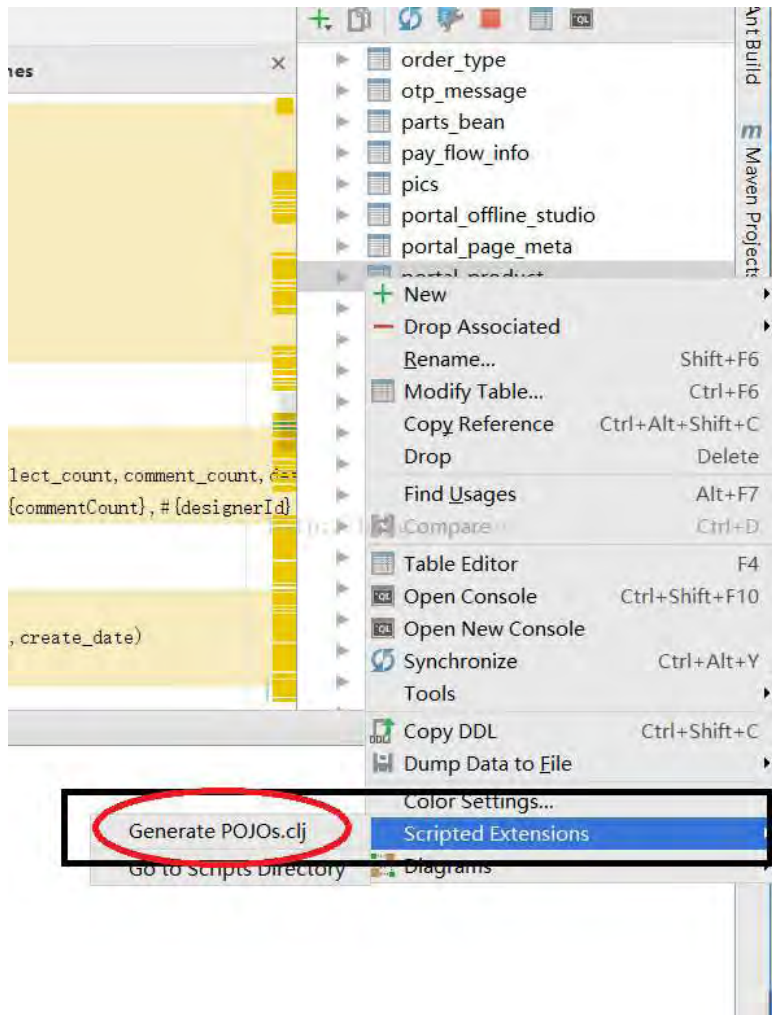 nes
×
order_type
otp_message
parts_bean
pay_flow_info
pics
portal_offline_studio
portal_page_meta
portal_product
Ant Build
m Maven Projects
lect_count,comment_count,
{commentCount},#{designerId}
,create_date)
New
Drop Associated
Rename... Shift+F6
Modify Table... Ctrl+F6
Copy Reference Ctrl+Alt+Shift+C
Drop Delete
Find Usages Alt+F7
Compare Ctrl+D
Table Editor F4
Open Console Ctrl+Shift+F10
Open New Console
Synchronize Ctrl+Alt+Y
Tools
Copy DDL Ctrl+Shift+C
Dump Data to File
Color Settings...
Generate POJOs.clj Scripted Extensions
Go to Scripts Directory Diagrams